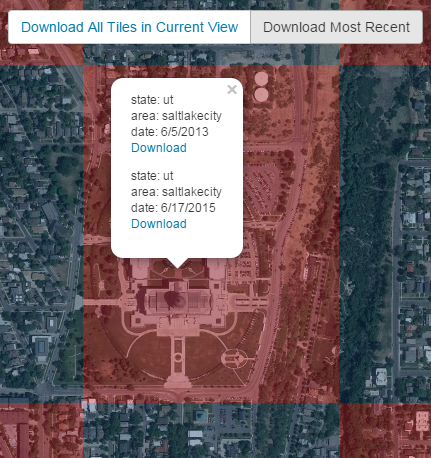 Download All Tiles in Current View
Download Most Recent
×
state: ut
area: saltlakecity
date: 6/5/2013
Download
state: ut
area: saltlakecity
date: 6/17/2015
Download